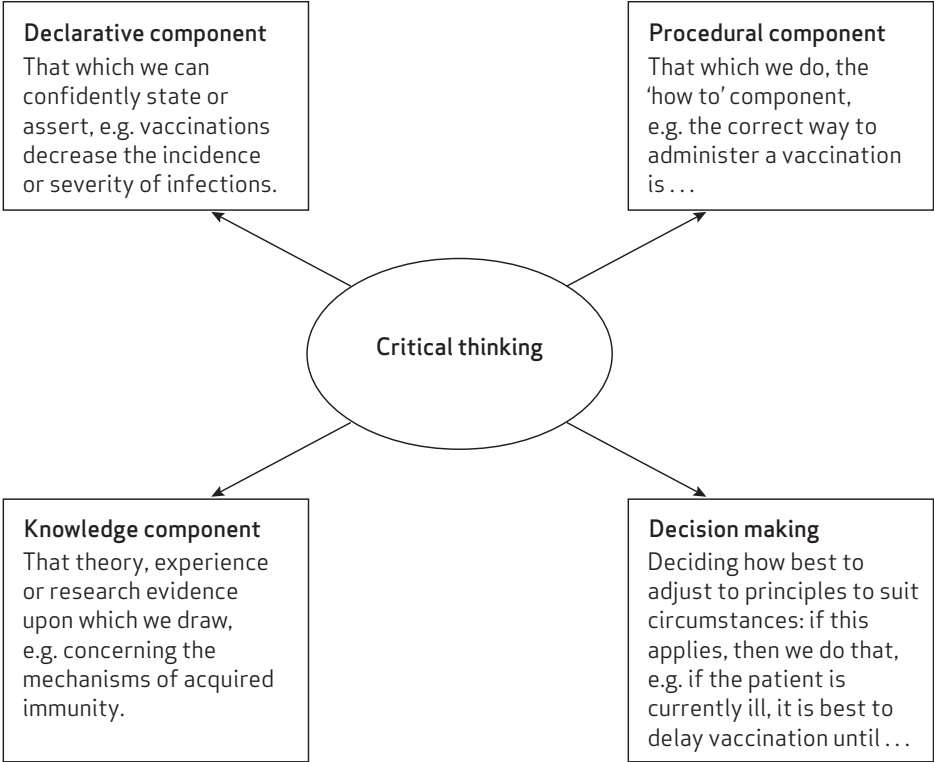 Declarative component
That which we can
confidently state or
assert, e.g. vaccinations
decrease the incidence
or severity of infections.
Procedural component
That which we do, the
‘how to’ component,
e.g. the correct way to
administer a vaccination
is . . .
Critical thinking
Knowledge component
That theory, experience
or research evidence
upon which we draw,
e.g. concerning the
mechanisms of acquired
immunity.
Decision making
Deciding how best to
adjust to principles to suit
circumstances: if this
applies, then we do that,
e.g. if the patient is
currently ill, it is best to
delay vaccination until . . .